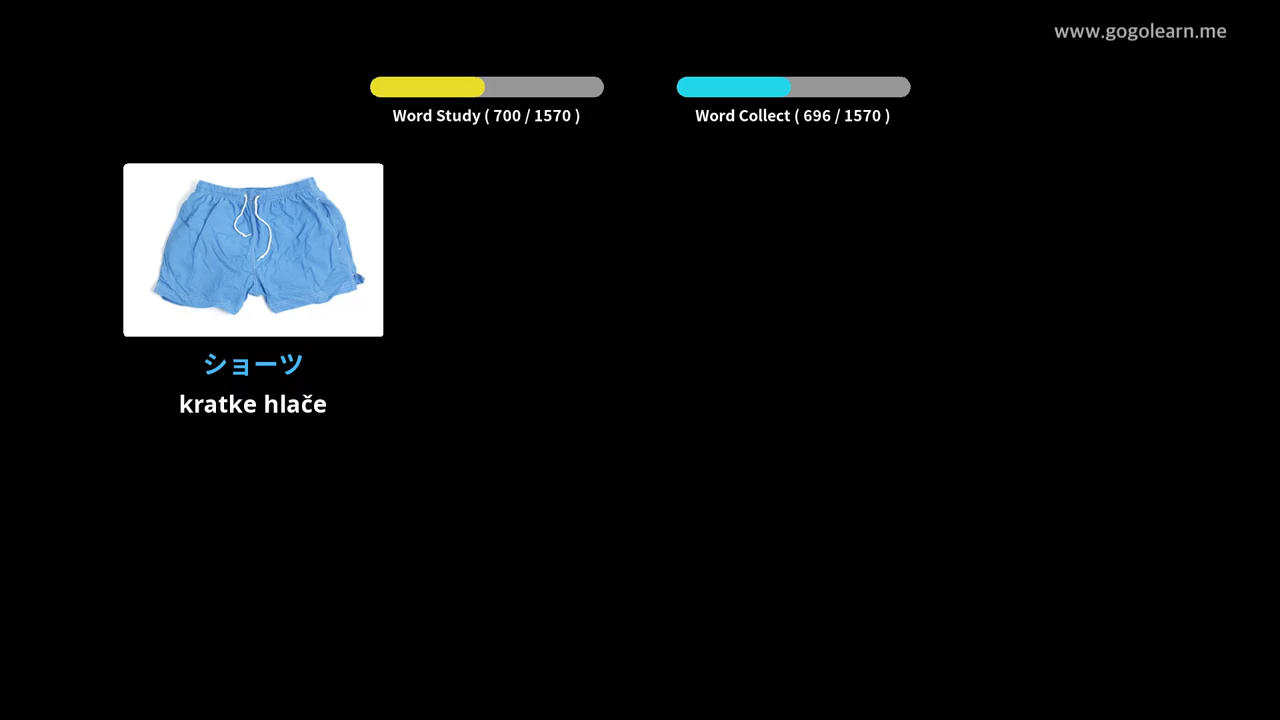 www.gogolearn.me
Word Study ( 700 / 1570 )
Word Collect ( 696 / 1570 )
ショーツ
kratke hlače